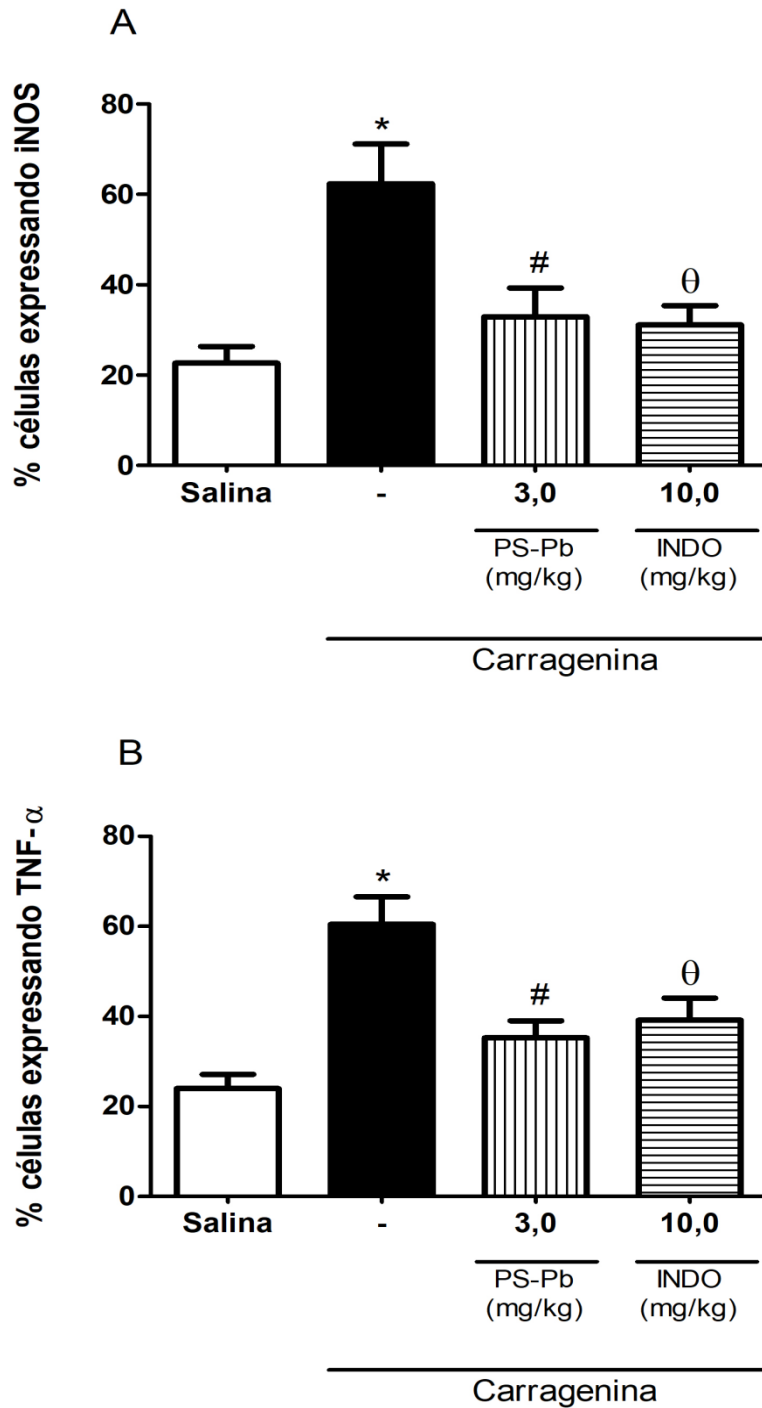 A
% células expressando iNOS
80
60
40
20
0
*
#
θ
Salina
-
3,0
10,0
PS-Pb
(mg/kg)
INDO
(mg/kg)
Carragenina
B
% células expressando TNF-α
80
60
40
20
0
*
#
θ
Salina
-
3,0
10,0
PS-Pb
(mg/kg)
INDO
(mg/kg)
Carragenina